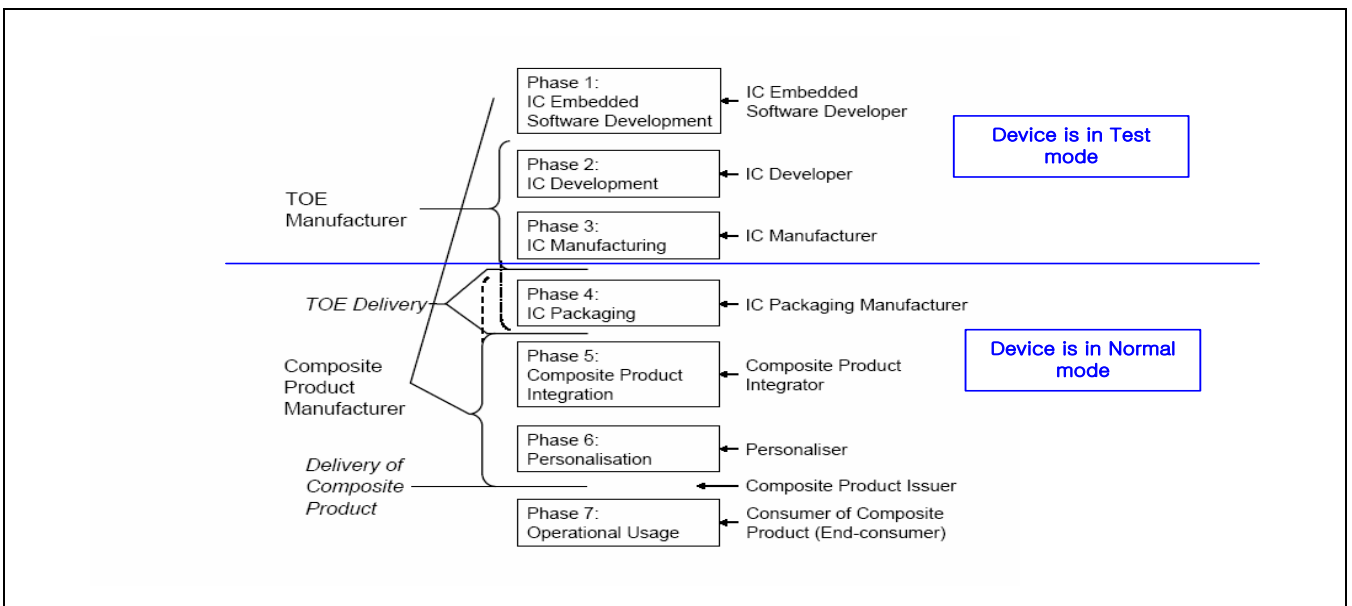 Phase 1:
IC Embedded
Software Development
IC Embedded
Software Developer
Device is in Test
mode
Phase 2:
IC Development
IC Developer
TOE
Manufacturer
Phase 3:
IC Manufacturing
IC Manufacturer
TOE Delivery
Phase 4:
IC Packaging
IC Packaging Manufacturer
Device is in Normal
mode
Composite
Product
Manufacturer
Phase 5:
Composite Product
Integration
Composite Product
Integrator
Phase 6:
Personalisation
Personaliser
Delivery of
Composite
Product
Composite Product Issuer
Phase 7:
Operational Usage
Consumer of Composite
Product (End-consumer)